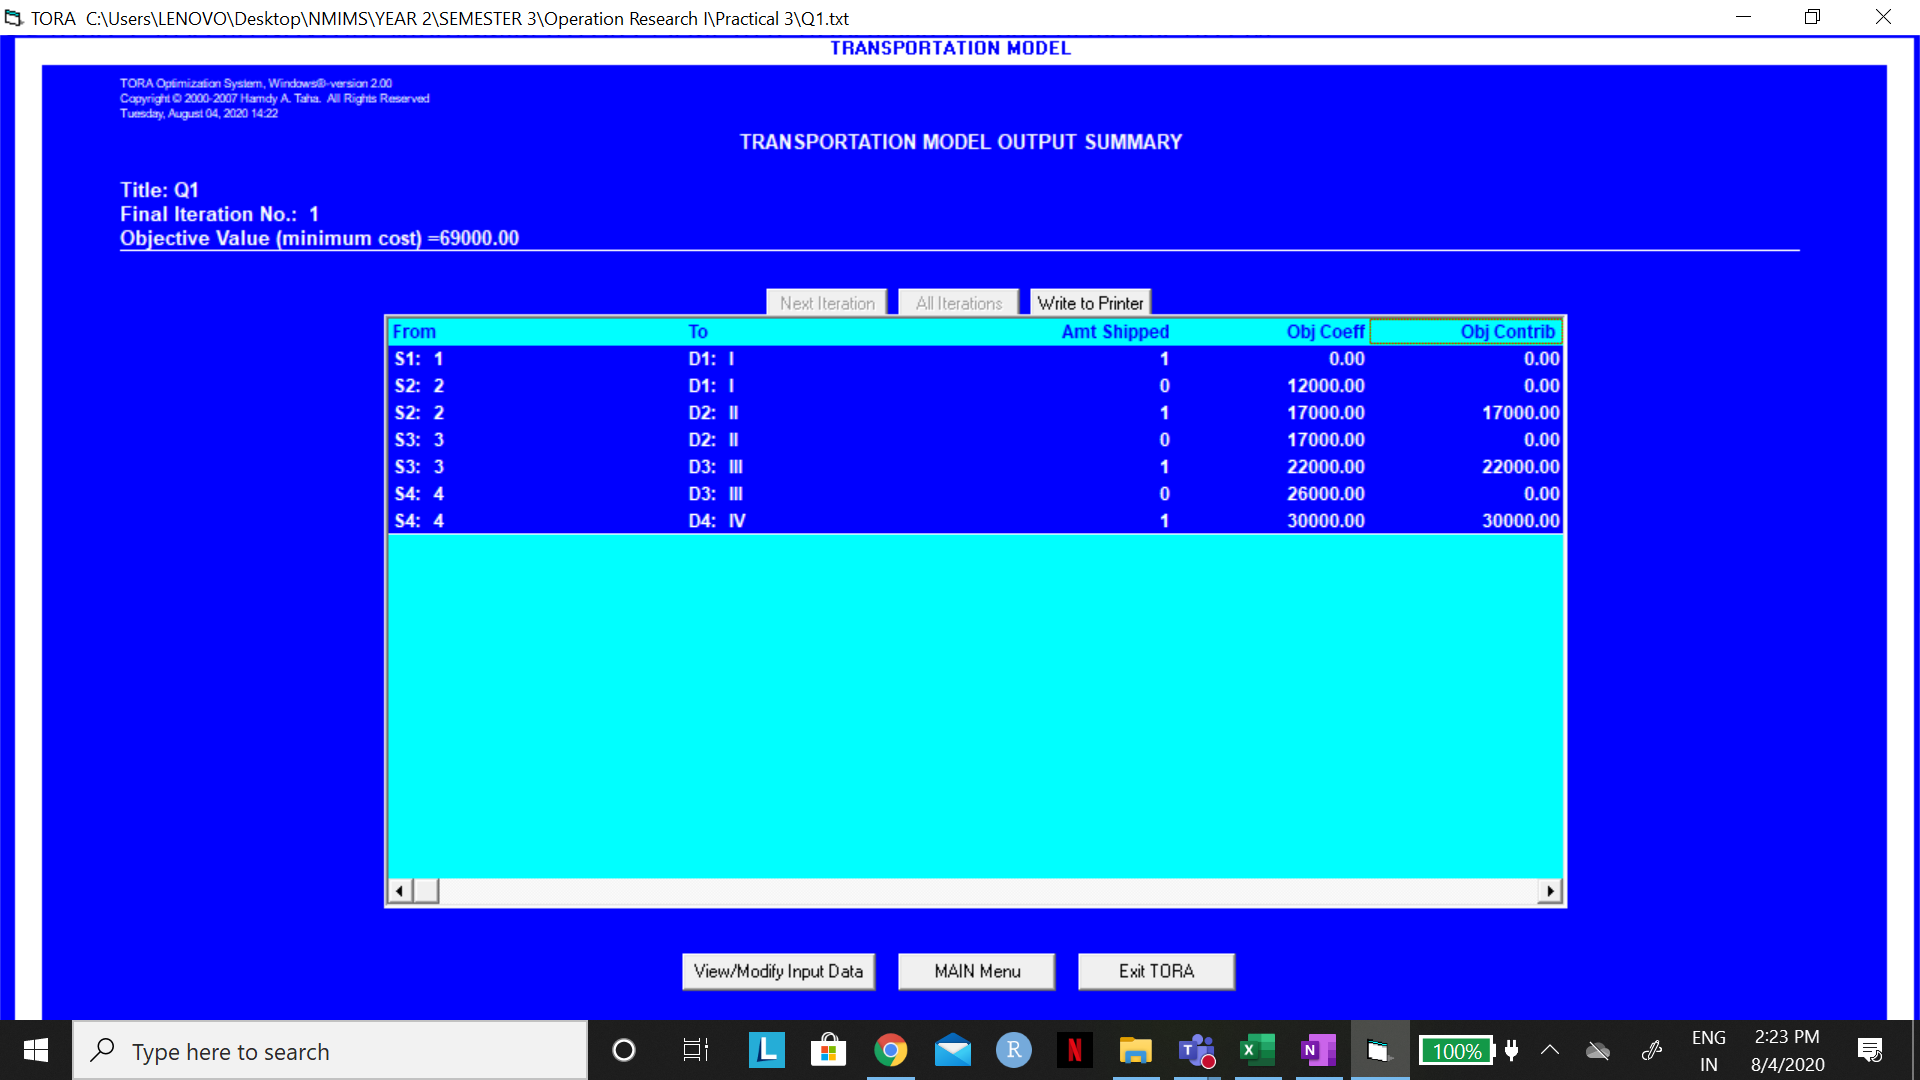 TORA C:\Users\LENOVO\Desktop\NMIMS\YEAR 2\SEMESTER 3\Operation Research I\Practical 3\Q1.txt
TRANSPORTATION MODEL
TORA Optimization System, Windows®-version 2.00
Copyright © 2000-2007 Hamdy A. Taha. All Rights Reserved
Tuesday, August 04, 2020 14:22
TRANSPORTATION MODEL OUTPUT SUMMARY
Title: Q1
Final Iteration No.: 1
Objective Value (minimum cost) =69000.00
Next Iteration All Iterations Write to Printer
From To Amt Shipped Obj Coeff Obj Contrib
S1: 1 D1: I 1 0.00 0.00
S2: 2 D1: I 0 12000.00 0.00
S2: 2 D2: II 1 17000.00 17000.00
S3: 3 D2: II 0 17000.00 0.00
S3: 3 D3: III 1 22000.00 22000.00
S4: 4 D3: III 0 26000.00 0.00
S4: 4 D4: IV 1 30000.00 30000.00
View/Modify Input Data MAIN Menu Exit TORA
Type here to search L R N T X N 100% ENG 2:23 PM
IN 8/4/2020